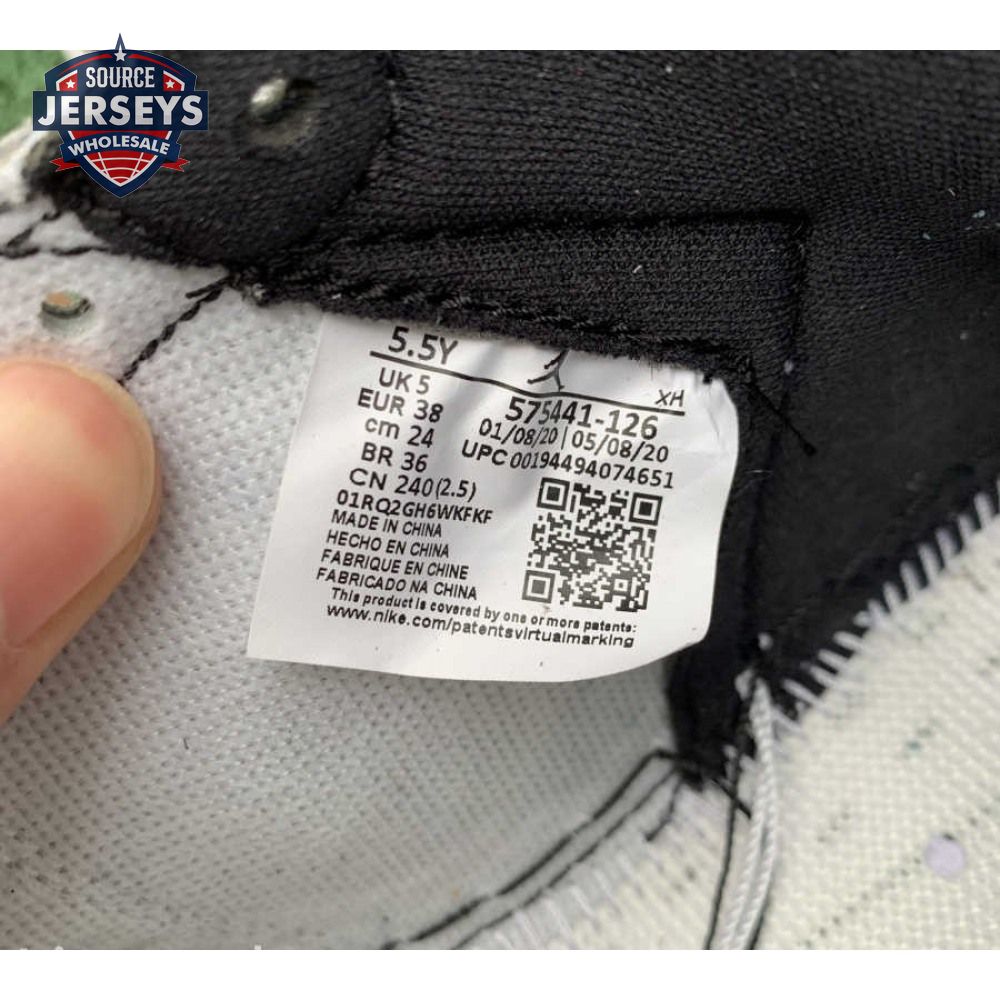 SOURCE
JERSEYS
WHOLESALE
5.5Y
XH
UK 5
EUR 38
cm 24
BR 36
CN 240(2.5)
575441-126
01/08/20 | 05/08/20
UPC 00194494074651
01RQ2GH6WKFKF
MADE IN CHINA
HECHO EN CHINA
FABRIQUE EN CHINE
FABRICADO NA CHINA
This product is covered by one or more patents:
www.nike.com/patentsvirtualmarking